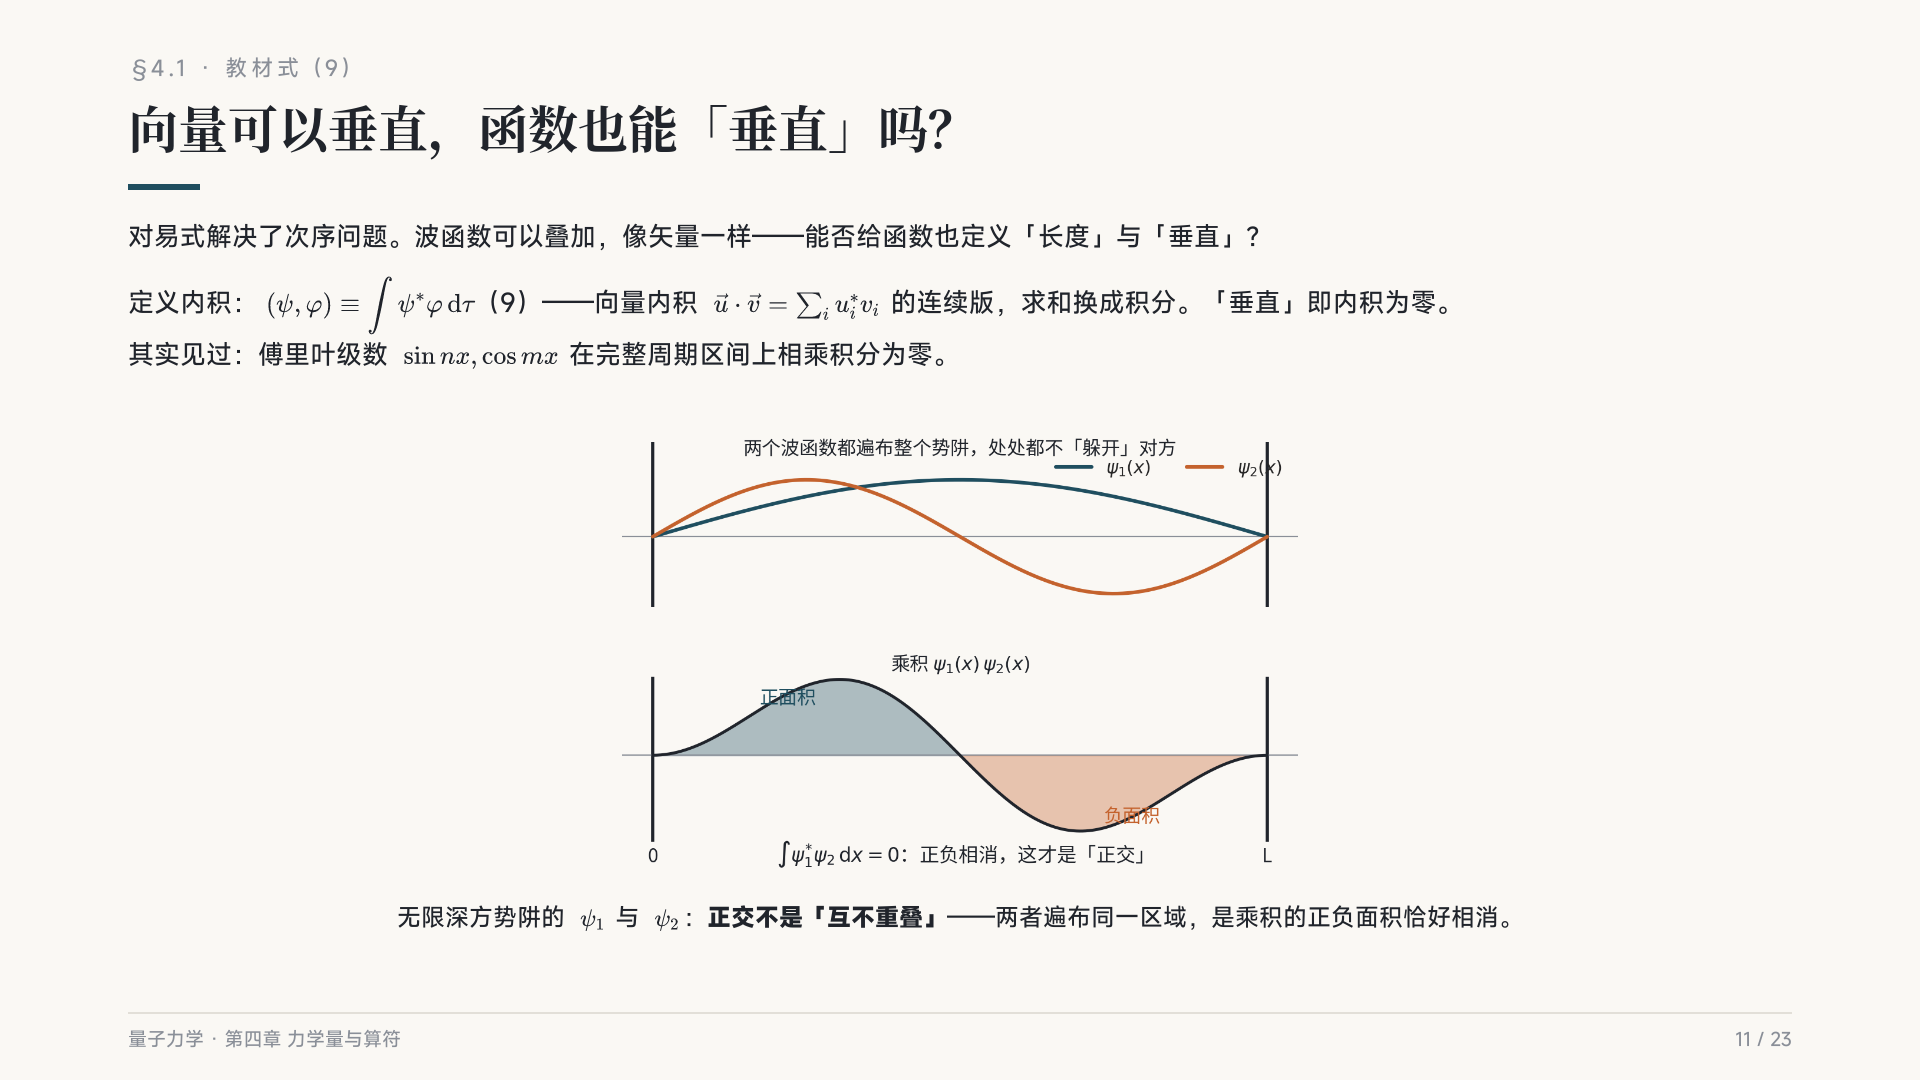 §4.1 · 教材式（9）
向量可以垂直，函数也能「垂直」吗？
对易式解决了次序问题。波函数可以叠加，像矢量一样——能否给函数也定义「长度」与「垂直」？
定义内积： (ψ, φ) ≡ ∫ ψ*φ dτ（9）——向量内积 u⃗ · v⃗ = ∑ᵢ uᵢ*vᵢ 的连续版，求和换成积分。「垂直」即内积为零。
其实见过：傅里叶级数 sin nx, cos mx 在完整周期区间上相乘积分为零。
两个波函数都遍布整个势阱，处处都不「躲开」对方
ψ₁(x) ψ₂(x)
乘积 ψ₁(x) ψ₂(x)
正面积
负面积
0 ∫ψ₁*ψ₂ dx = 0：正负相消，这才是「正交」 L
无限深方势阱的 ψ₁ 与 ψ₂：正交不是「互不重叠」——两者遍布同一区域，是乘积的正负面积恰好相消。
量子力学 · 第四章 力学量与算符
11 / 23